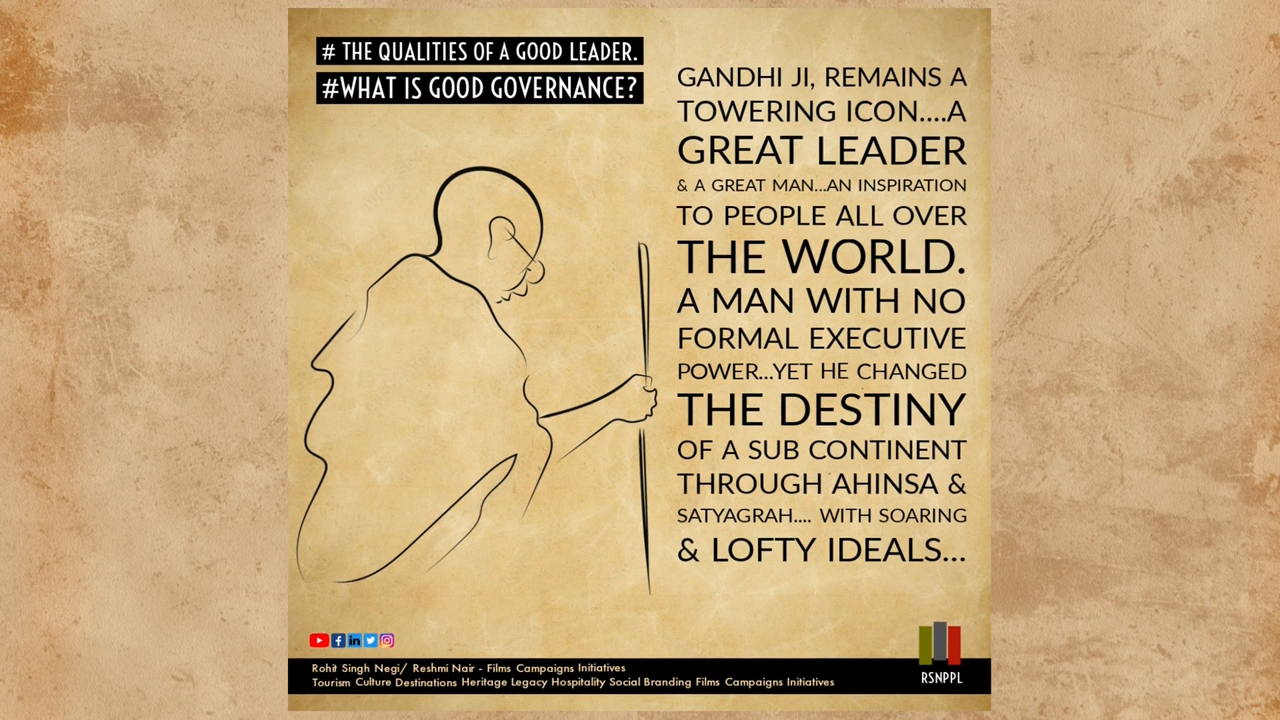 # THE QUALITIES OF A GOOD LEADER.
#WHAT IS GOOD GOVERNANCE?
GANDHI JI, REMAINS A
TOWERING ICON....A
GREAT LEADER
& A GREAT MAN...AN INSPIRATION
TO PEOPLE ALL OVER
THE WORLD.
A MAN WITH NO
FORMAL EXECUTIVE
POWER...YET HE CHANGED
THE DESTINY
OF A SUB CONTINENT
THROUGH AHINSA &
SATYAGRAH.... WITH SOARING
& LOFTY IDEALS...
Rohit Singh Negi/ Reshmi Nair - Films Campaigns Initiatives
Tourism Culture Destinations Heritage Legacy Hospitality Social Branding Films Campaigns Initiatives
RSNPPL